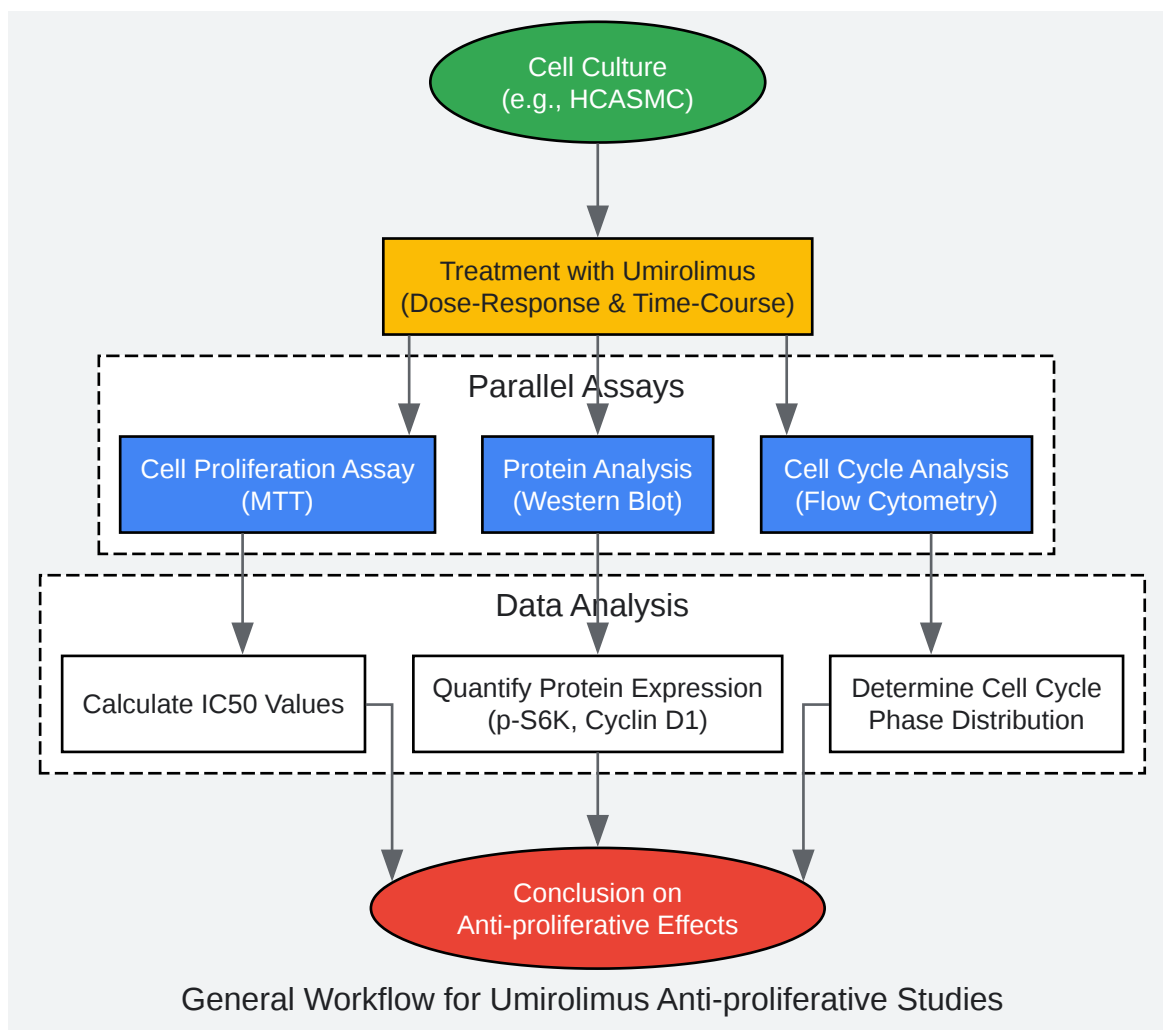 Cell Culture
(e.g., HCASMC)
Treatment with Umirolimus
(Dose-Response & Time-Course)
Parallel Assays
Cell Proliferation Assay
(MTT)
Protein Analysis
(Western Blot)
Cell Cycle Analysis
(Flow Cytometry)
Data Analysis
Calculate IC50 Values
Quantify Protein Expression
(p-S6K, Cyclin D1)
Determine Cell Cycle
Phase Distribution
Conclusion on
Anti-proliferative Effects
General Workflow for Umirolimus Anti-proliferative Studies